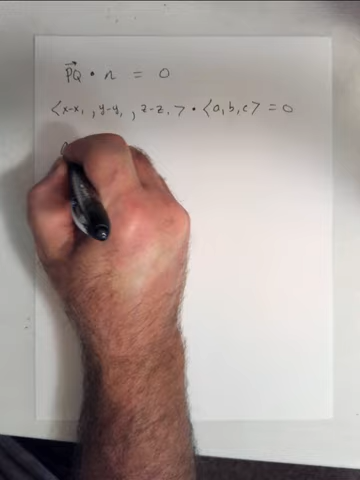 PQ⃗ • n = 0
<x-x₁, y-y₁, z-z₁> • <a,b,c> = 0